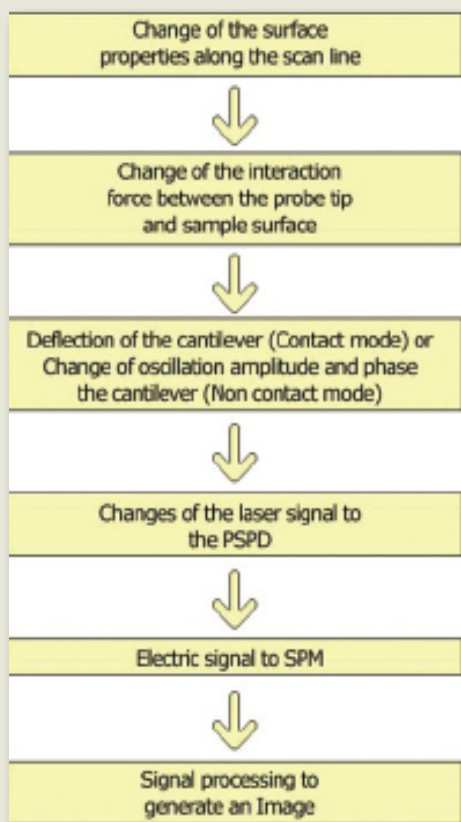 Change of the surface
properties along the scan line
Change of the interaction
force between the probe tip
and sample surface
Deflection of the cantilever (Contact mode) or
Change of oscillation amplitude and phase
the cantilever (Non contact mode)
Changes of the laser signal to
the PSPD
Electric signal to SPM
Signal processing to
generate an Image